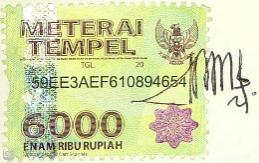 METERAI
TEMPEL
TGL. 20
59EE3AEF610894654
6000
ENAM RIBU RUPIAH